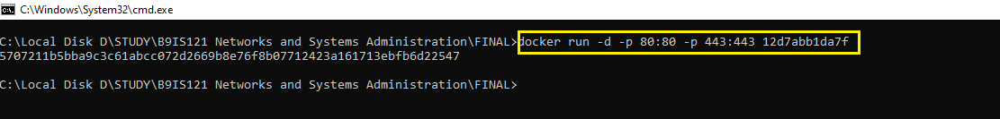 C:\Windows\System32\cmd.exe
C:\Local Disk D\STUDY\B9IS121 Networks and Systems Administration\FINAL>docker run -d -p 80:80 -p 443:443 12d7abb1da7f
5707211b5bba9c3c61abcc072d2669b8e76f8b07712423a161713ebfb6d22547
C:\Local Disk D\STUDY\B9IS121 Networks and Systems Administration\FINAL>